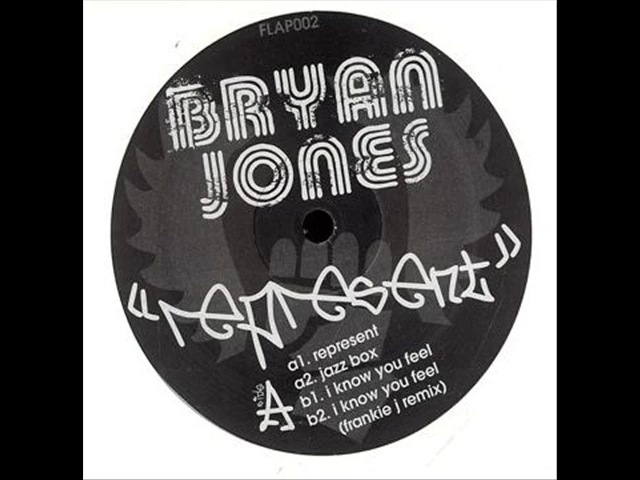 FLAP002
BRYAN
JONES
"represent"
a1. represent
a2. jazz box
b1. i know you feel
b2. i know you feel
(frankie j remix)
side
A